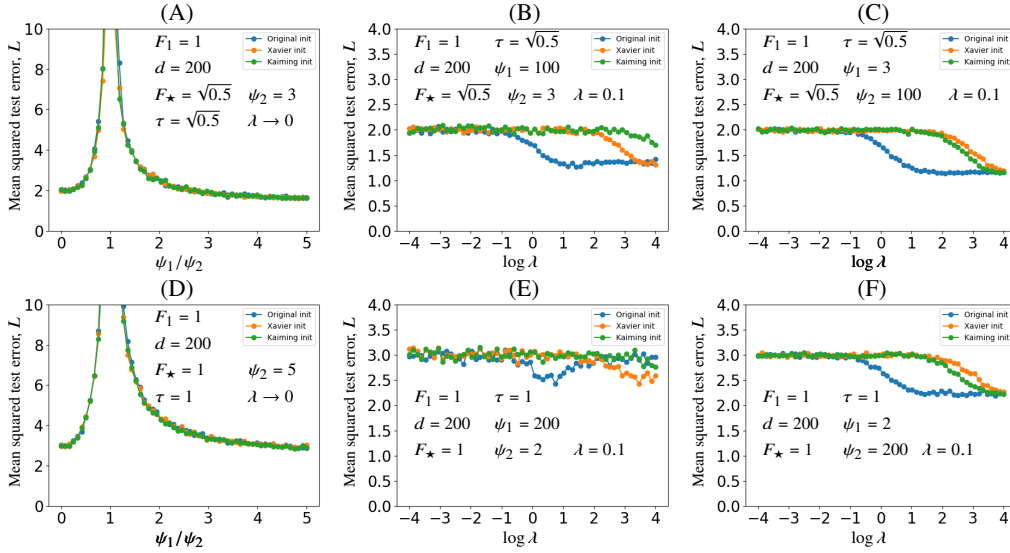 (A)
Mean squared test error, L
10
8
6
4
2
0
F₁ = 1
d = 200
F★ = √0.5 ψ₂ = 3
τ = √0.5 λ → 0
Original init
Xavier init
Kaiming init
0 1 2 3 4 5
ψ₁/ψ₂
(B)
Mean squared test error, L
4.0
3.5
3.0
2.5
2.0
1.5
1.0
0.5
0.0
F₁ = 1 τ = √0.5
d = 200 ψ₁ = 100
F★ = √0.5 ψ₂ = 3 λ = 0.1
Original init
Xavier init
Kaiming init
−4 −3 −2 −1 0 1 2 3 4
log λ
(C)
Mean squared test error, L
4.0
3.5
3.0
2.5
2.0
1.5
1.0
0.5
0.0
F₁ = 1 τ = √0.5
d = 200 ψ₁ = 3
F★ = √0.5 ψ₂ = 100 λ = 0.1
Original init
Xavier init
Kaiming init
−4 −3 −2 −1 0 1 2 3 4
log λ
(D)
Mean squared test error, L
10
8
6
4
2
0
F₁ = 1
d = 200
F★ = 1 ψ₂ = 5
τ = 1 λ → 0
Original init
Xavier init
Kaiming init
0 1 2 3 4 5
ψ₁/ψ₂
(E)
Mean squared test error, L
4.0
3.5
3.0
2.5
2.0
1.5
1.0
0.5
0.0
Original init
Xavier init
Kaiming init
F₁ = 1 τ = 1
d = 200 ψ₁ = 200
F★ = 1 ψ₂ = 2 λ = 0.1
−4 −3 −2 −1 0 1 2 3 4
log λ
(F)
Mean squared test error, L
4.0
3.5
3.0
2.5
2.0
1.5
1.0
0.5
0.0
Original init
Xavier init
Kaiming init
F₁ = 1 τ = 1
d = 200 ψ₁ = 2
F★ = 1 ψ₂ = 200 λ = 0.1
−4 −3 −2 −1 0 1 2 3 4
log λ